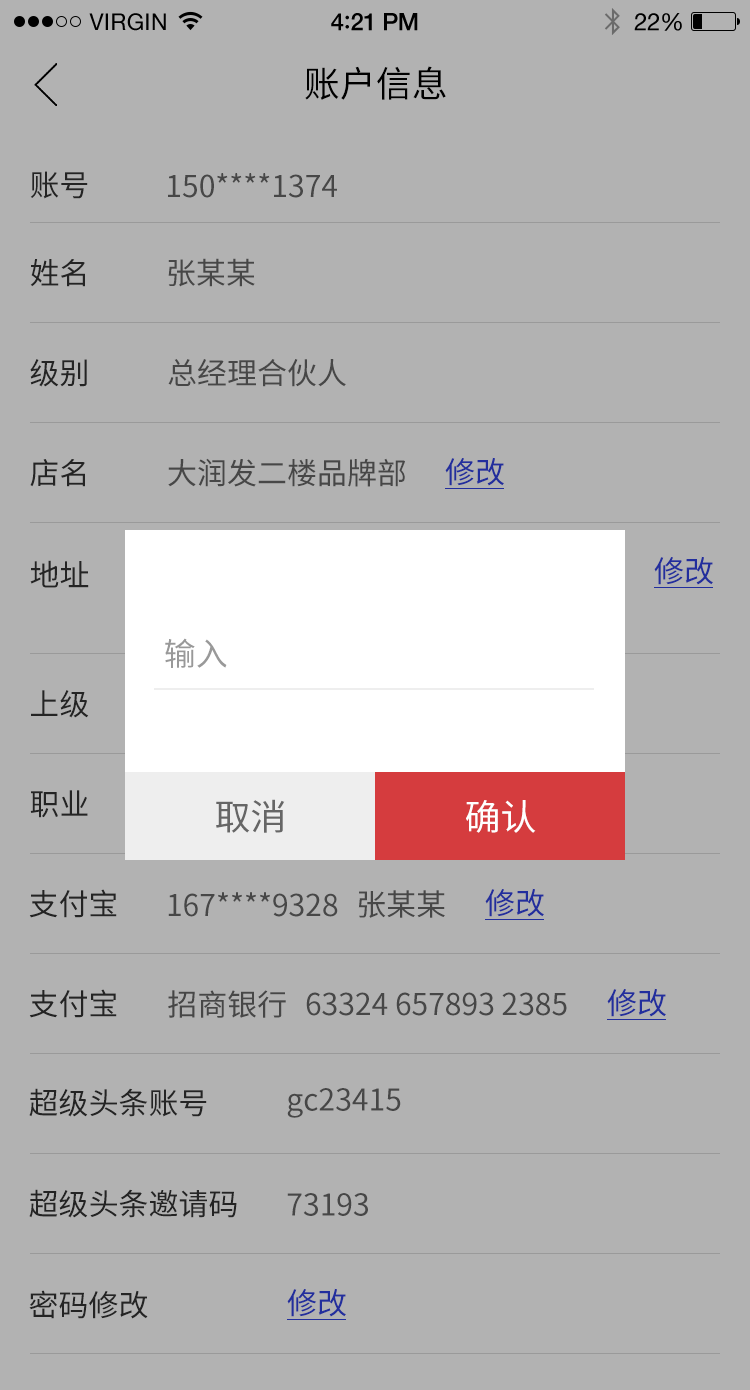 VIRGIN 4:21 PM 22%
账户信息
账号 150****1374
姓名 张某某
级别 总经理合伙人
店名 大润发二楼品牌部 修改
地址 修改
输入
上级
职业
取消 确认
支付宝 167****9328 张某某 修改
支付宝 招商银行 63324 657893 2385 修改
超级头条账号 gc23415
超级头条邀请码 73193
密码修改 修改